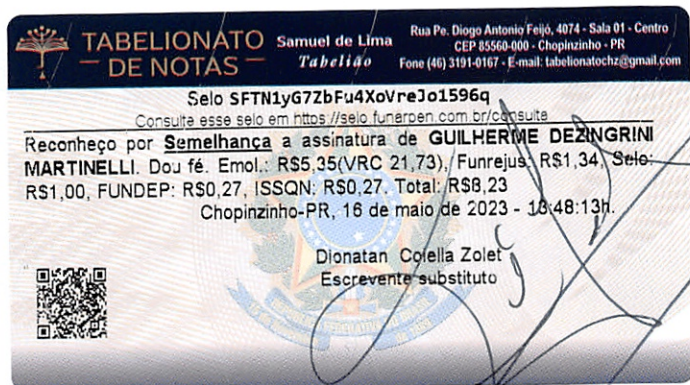 TABELIONATO
DE NOTAS
Samuel de Lima
Tabelião
Rua Pe. Diogo Antonio Feijó, 4074 - Sala 01 - Centro
CEP 85560-000 - Chopinzinho - PR
Fone (46) 3191-0167 - E-mail: tabelionatochz@gmail.com
Selo SFTN1yG7ZbFu4XoVreJo1596q
Consulte esse selo em https://selo.funarpen.com.br/consulta
Reconheço por Semelhança a assinatura de GUILHERME DEZINGRINI
MARTINELLI. Dou fé. Emol.: R$5,35(VRC 21,73), Funrejus: R$1,34, Selo:
R$1,00, FUNDEP: R$0,27, ISSQN: R$0,27. Total: R$8,23
Chopinzinho-PR, 16 de maio de 2023 - 13:48:13h.
Dionatan Colella Zolet
Escrevente substituto